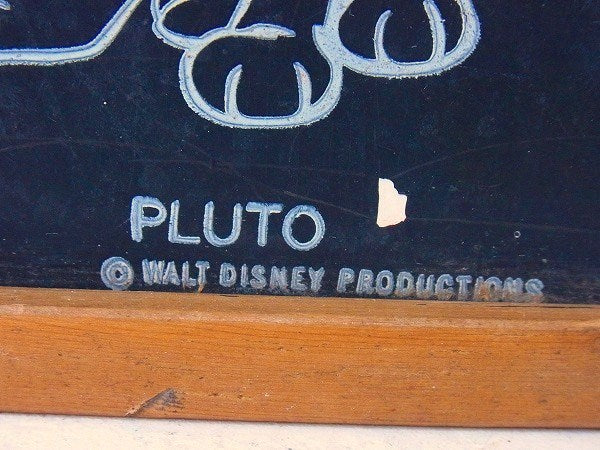 PLUTO
© WALT DISNEY PRODUCTIONS